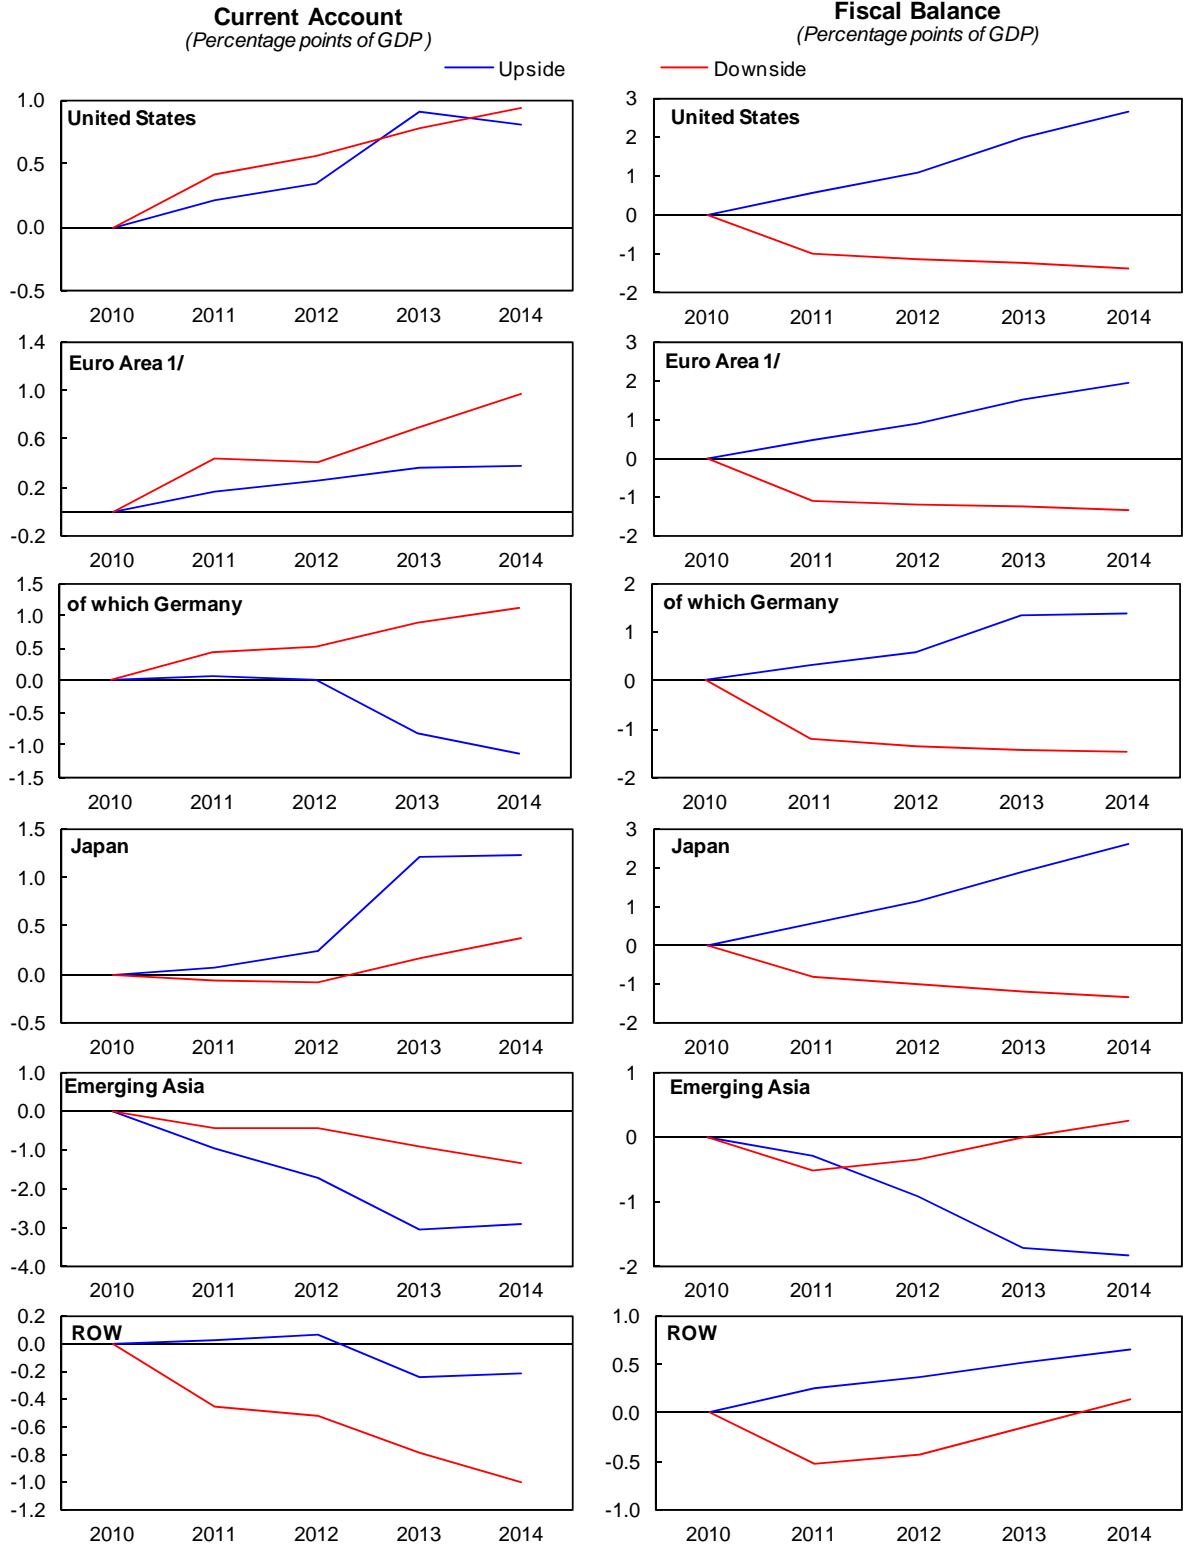 Current Account
(Percentage points of GDP )
Fiscal Balance
(Percentage points of GDP)
Upside
Downside
United States
1.0
0.5
0.0
-0.5
2010 2011 2012 2013 2014
United States
3
2
1
0
-1
-2
2010 2011 2012 2013 2014
Euro Area 1/
1.4
1.0
0.6
0.2
-0.2
2010 2011 2012 2013 2014
Euro Area 1/
3
2
1
0
-1
-2
2010 2011 2012 2013 2014
of which Germany
1.5
1.0
0.5
0.0
-0.5
-1.0
-1.5
2010 2011 2012 2013 2014
of which Germany
2
1
0
-1
-2
2010 2011 2012 2013 2014
Japan
1.5
1.0
0.5
0.0
-0.5
2010 2011 2012 2013 2014
Japan
3
2
1
0
-1
-2
2010 2011 2012 2013 2014
Emerging Asia
1.0
0.0
-1.0
-2.0
-3.0
-4.0
2010 2011 2012 2013 2014
Emerging Asia
1
0
-1
-2
2010 2011 2012 2013 2014
ROW
0.2
0.0
-0.2
-0.4
-0.6
-0.8
-1.0
-1.2
2010 2011 2012 2013 2014
ROW
1.0
0.5
0.0
-0.5
-1.0
2010 2011 2012 2013 2014